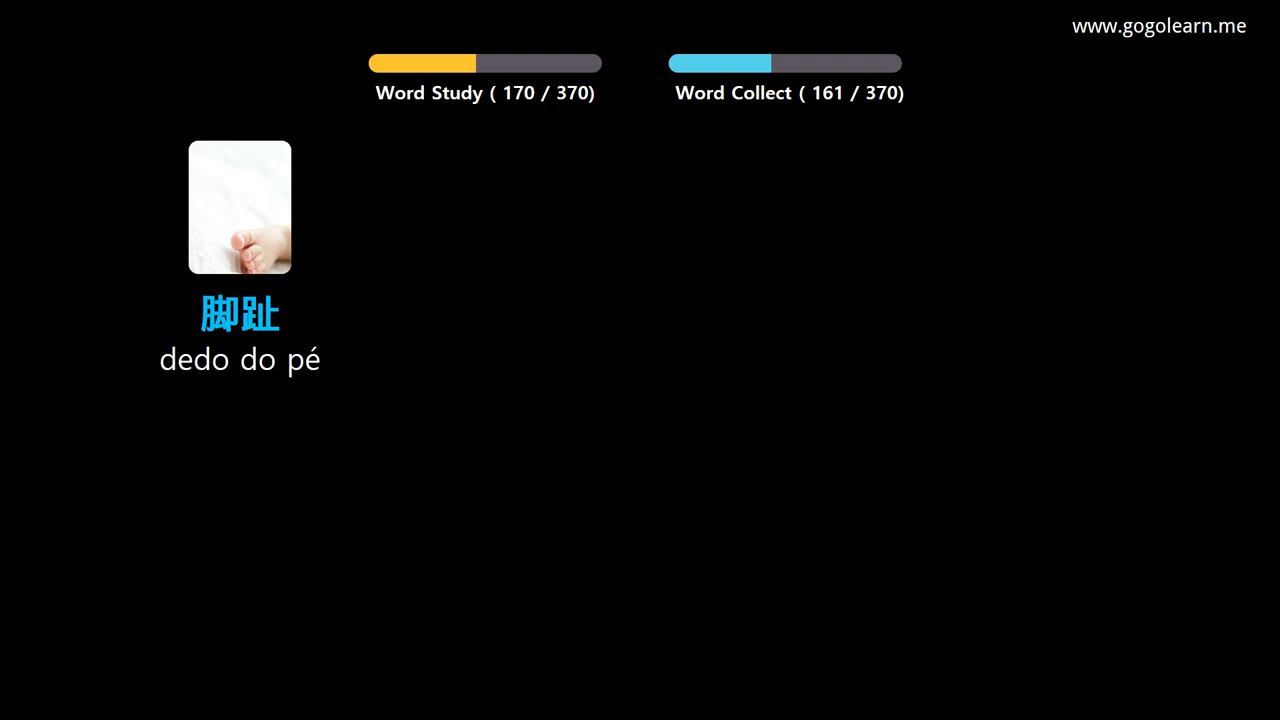 www.gogolearn.me
Word Study ( 170 / 370)
Word Collect ( 161 / 370)
脚趾
dedo do pé